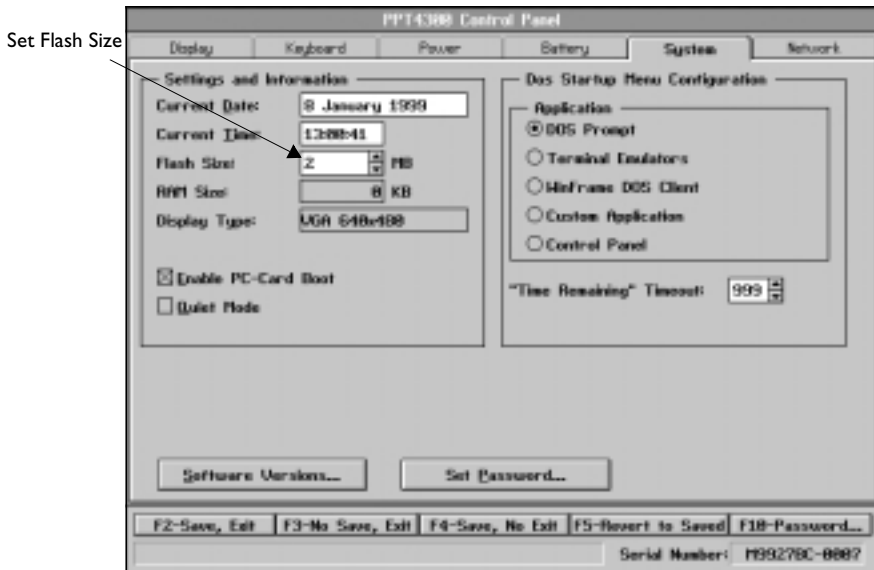 PPT4300 Control Panel
Set Flash Size
Display Keyboard Power Battery System Network
Settings and Information
Current Date: 8 January 1999
Current Time: 13:00:41
Flash Size: 2 MB
RAM Size: 0 KB
Display Type: VGA 640x480
Enable PC-Card Boot
Quiet Mode
Dos Startup Menu Configuration
Application
DOS Prompt
Terminal Emulators
WinFrame DOS Client
Custom Application
Control Panel
"Time Remaining" Timeout: 999
Software Versions... Set Password...
F2-Save, Exit F3-No Save, Exit F4-Save, No Exit F5-Revert to Saved F10-Password...
Serial Number: M9927BC-0007